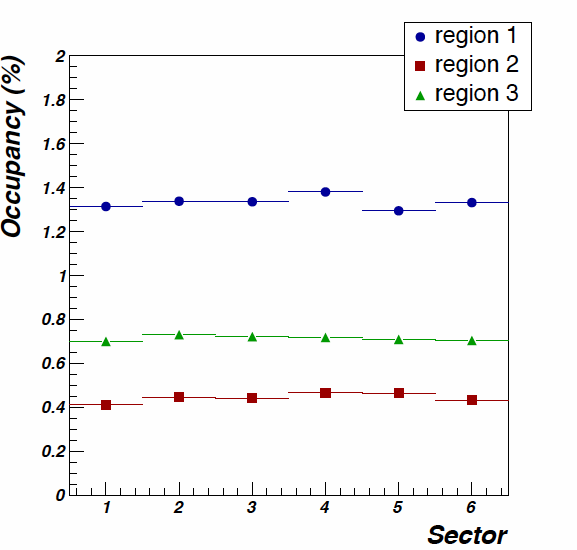 region 1
region 2
region 3
Occupancy (%)
2
1.8
1.6
1.4
1.2
1
0.8
0.6
0.4
0.2
0
1 2 3 4 5 6
Sector